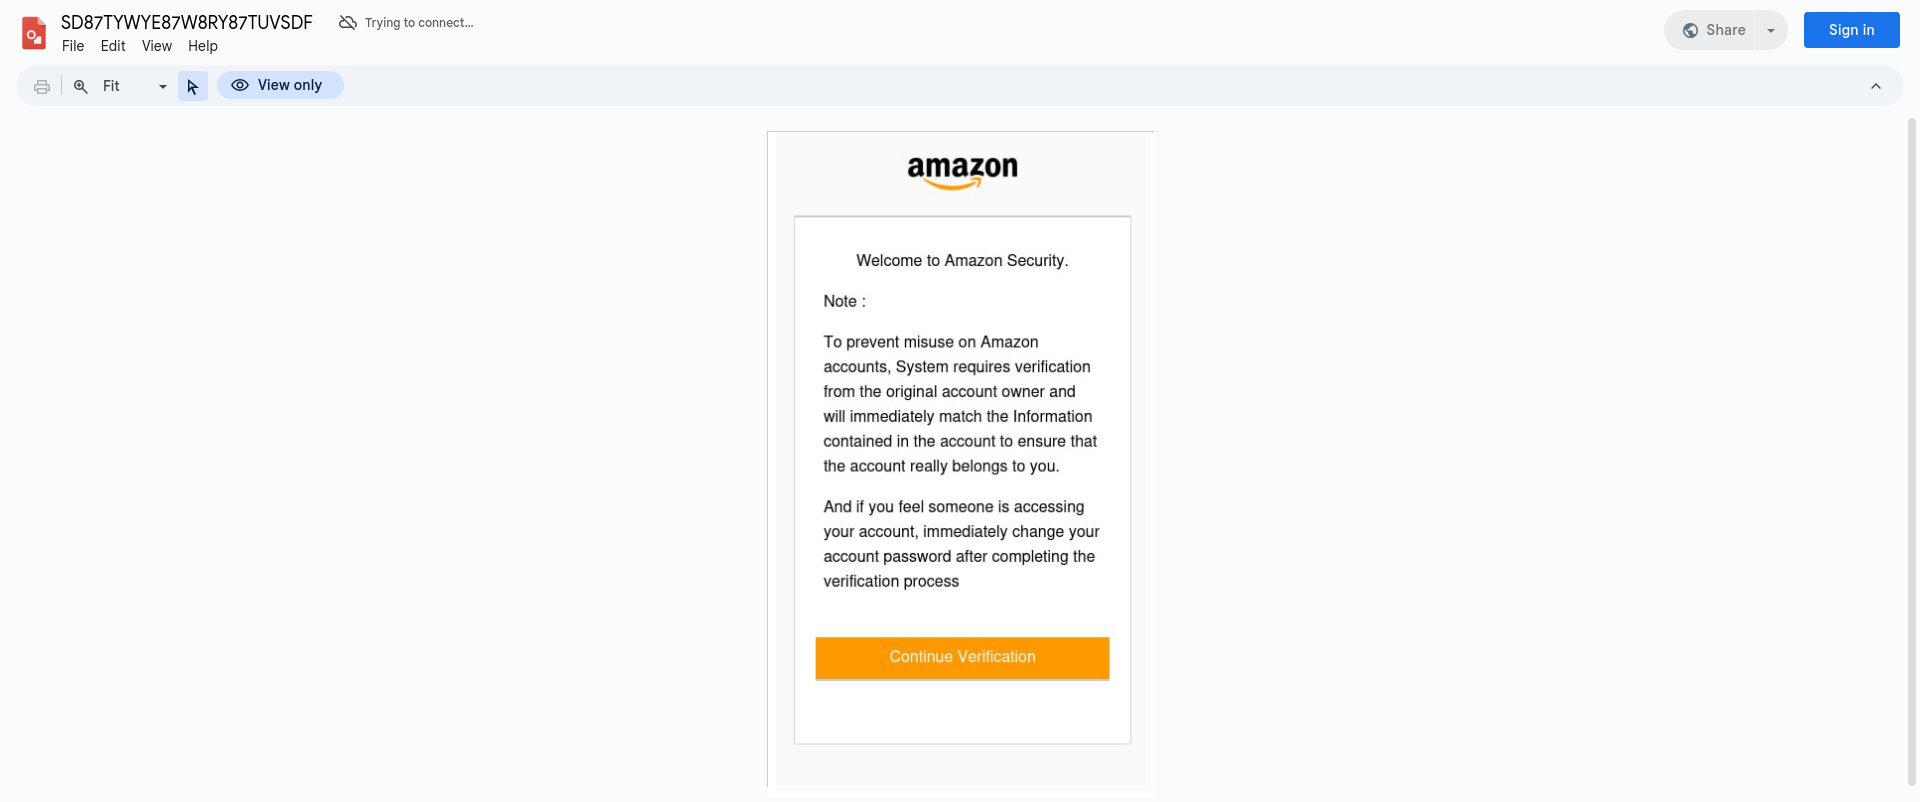 SD87TYWYE87W8RY87TUVSDF
Trying to connect...
File Edit View Help
Share
Sign in
Fit
View only
amazon
Welcome to Amazon Security.
Note :
To prevent misuse on Amazon
accounts, System requires verification
from the original account owner and
will immediately match the Information
contained in the account to ensure that
the account really belongs to you.
And if you feel someone is accessing
your account, immediately change your
account password after completing the
verification process
Continue Verification